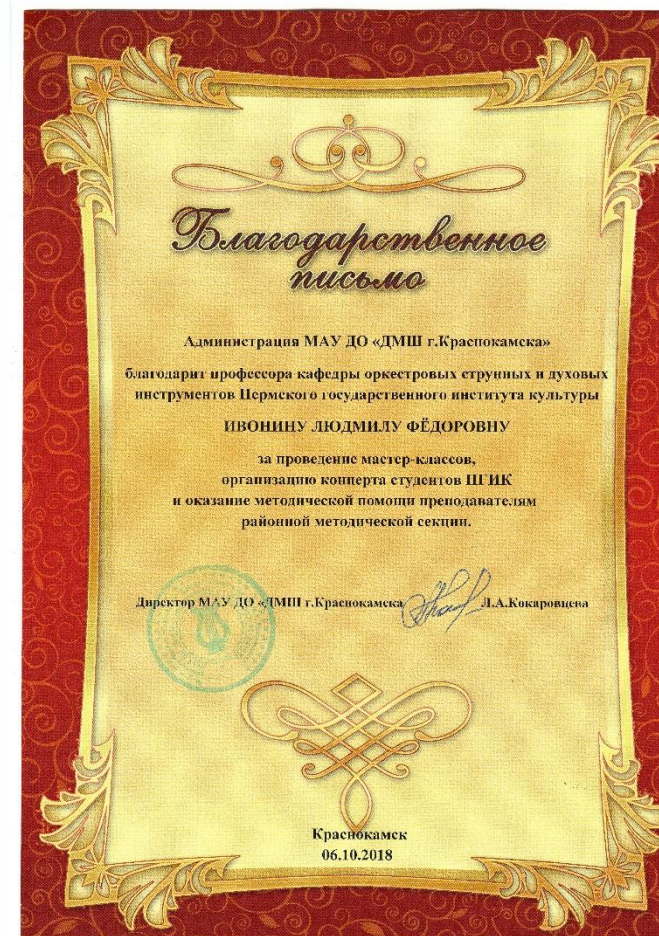 Благодарственное
письмо
Администрация МАУ ДО «ДМШ г.Краснокамска»
благодарит профессора кафедры оркестровых струнных и духовых
инструментов Пермского государственного института культуры
ИВОНИНУ ЛЮДМИЛУ ФЁДОРОВНУ
за проведение мастер-классов,
организацию концерта студентов ПГИК
и оказание методической помощи преподавателям
районной методической секции.
Директор МАУ ДО «ДМШ г.Краснокамска Л.А.Кокаровцева
Краснокамск
06.10.2018